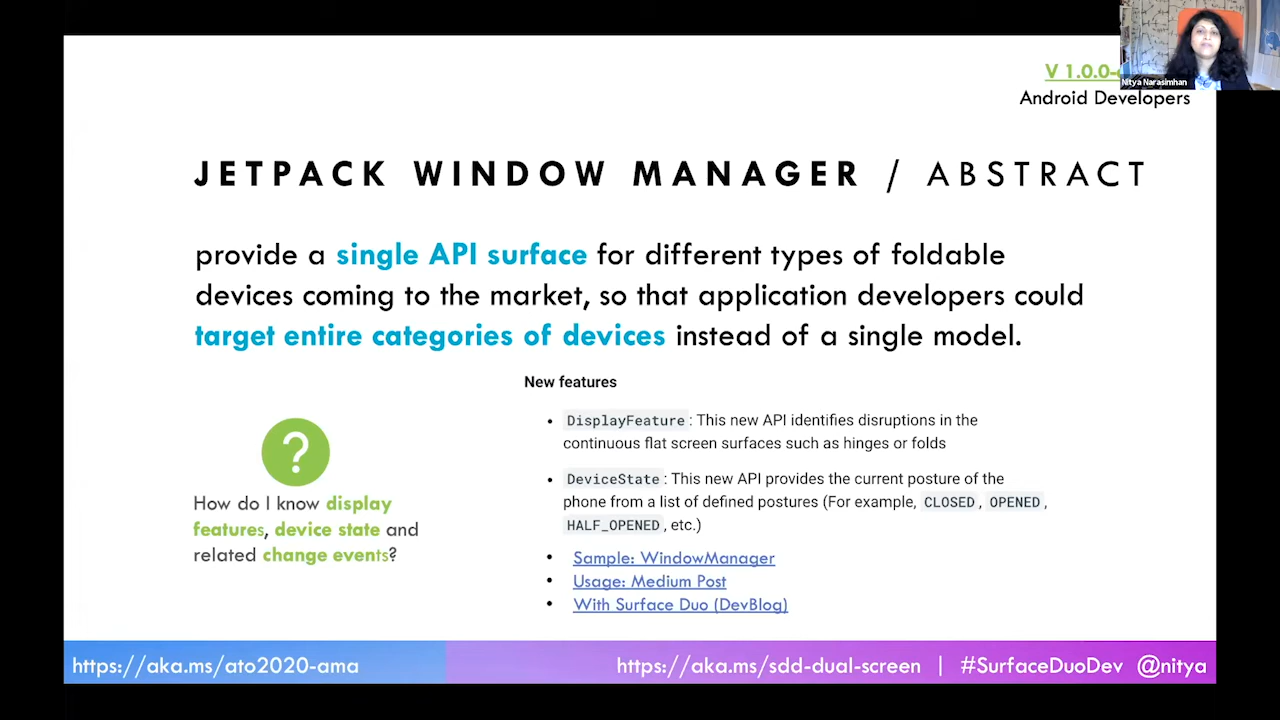 V 1.0.0-
Nitya Narasimhan
Android Developers
JETPACK WINDOW MANAGER / ABSTRACT
provide a single API surface for different types of foldable
devices coming to the market, so that application developers could
target entire categories of devices instead of a single model.
New features
• DisplayFeature: This new API identifies disruptions in the
continuous flat screen surfaces such as hinges or folds
• DeviceState: This new API provides the current posture of the
phone from a list of defined postures (For example, CLOSED, OPENED,
HALF_OPENED, etc.)
• Sample: WindowManager
• Usage: Medium Post
• With Surface Duo (DevBlog)
?
How do I know display
features, device state and
related change events?
https://aka.ms/ato2020-ama
https://aka.ms/sdd-dual-screen | #SurfaceDuoDev @nitya